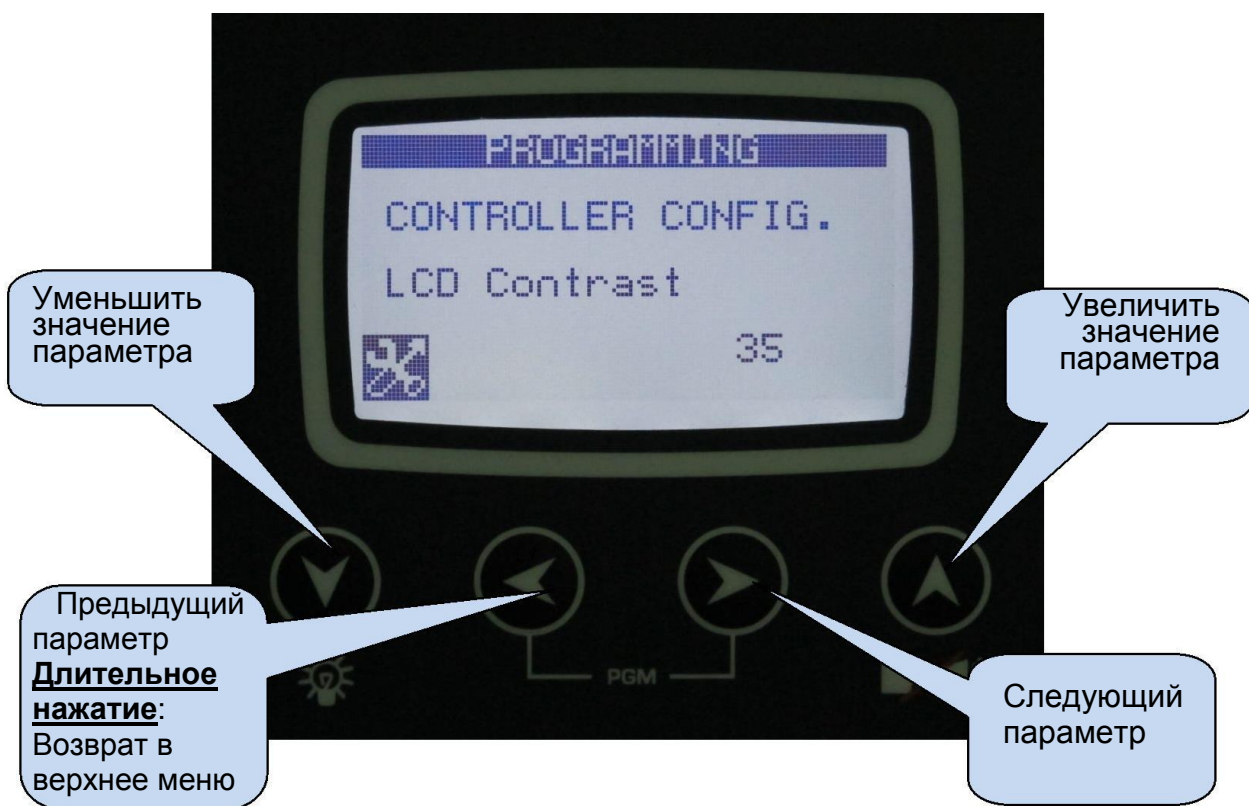 PROGRAMMING
CONTROLLER CONFIG.
LCD Contrast
35
Уменьшить
значение
параметра
Увеличить
значение
параметра
Предыдущий
параметр
Длительное
нажатие:
Возврат в
верхнее меню
PGM
Следующий
параметр